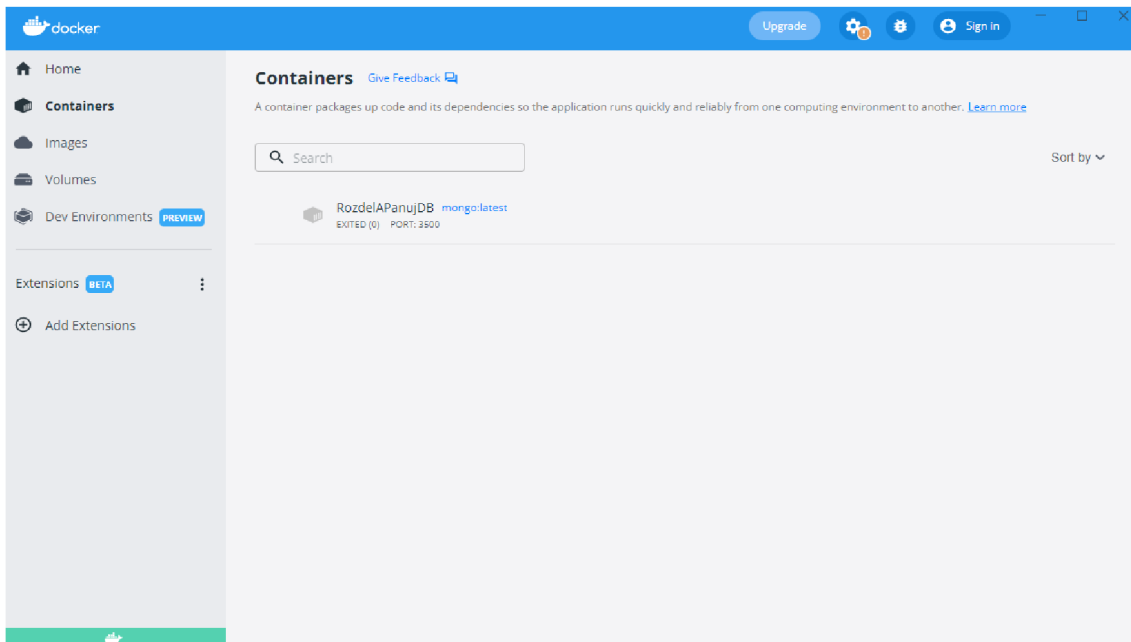 docker
Upgrade
Sign in
Home
Containers
Images
Volumes
Dev Environments PREVIEW
Extensions BETA
Add Extensions
Containers Give Feedback
A container packages up code and its dependencies so the application runs quickly and reliably from one computing environment to another. Learn more
Search
Sort by
RozdelAPanujDB mongo:latest
EXITED (0) PORT: 3500